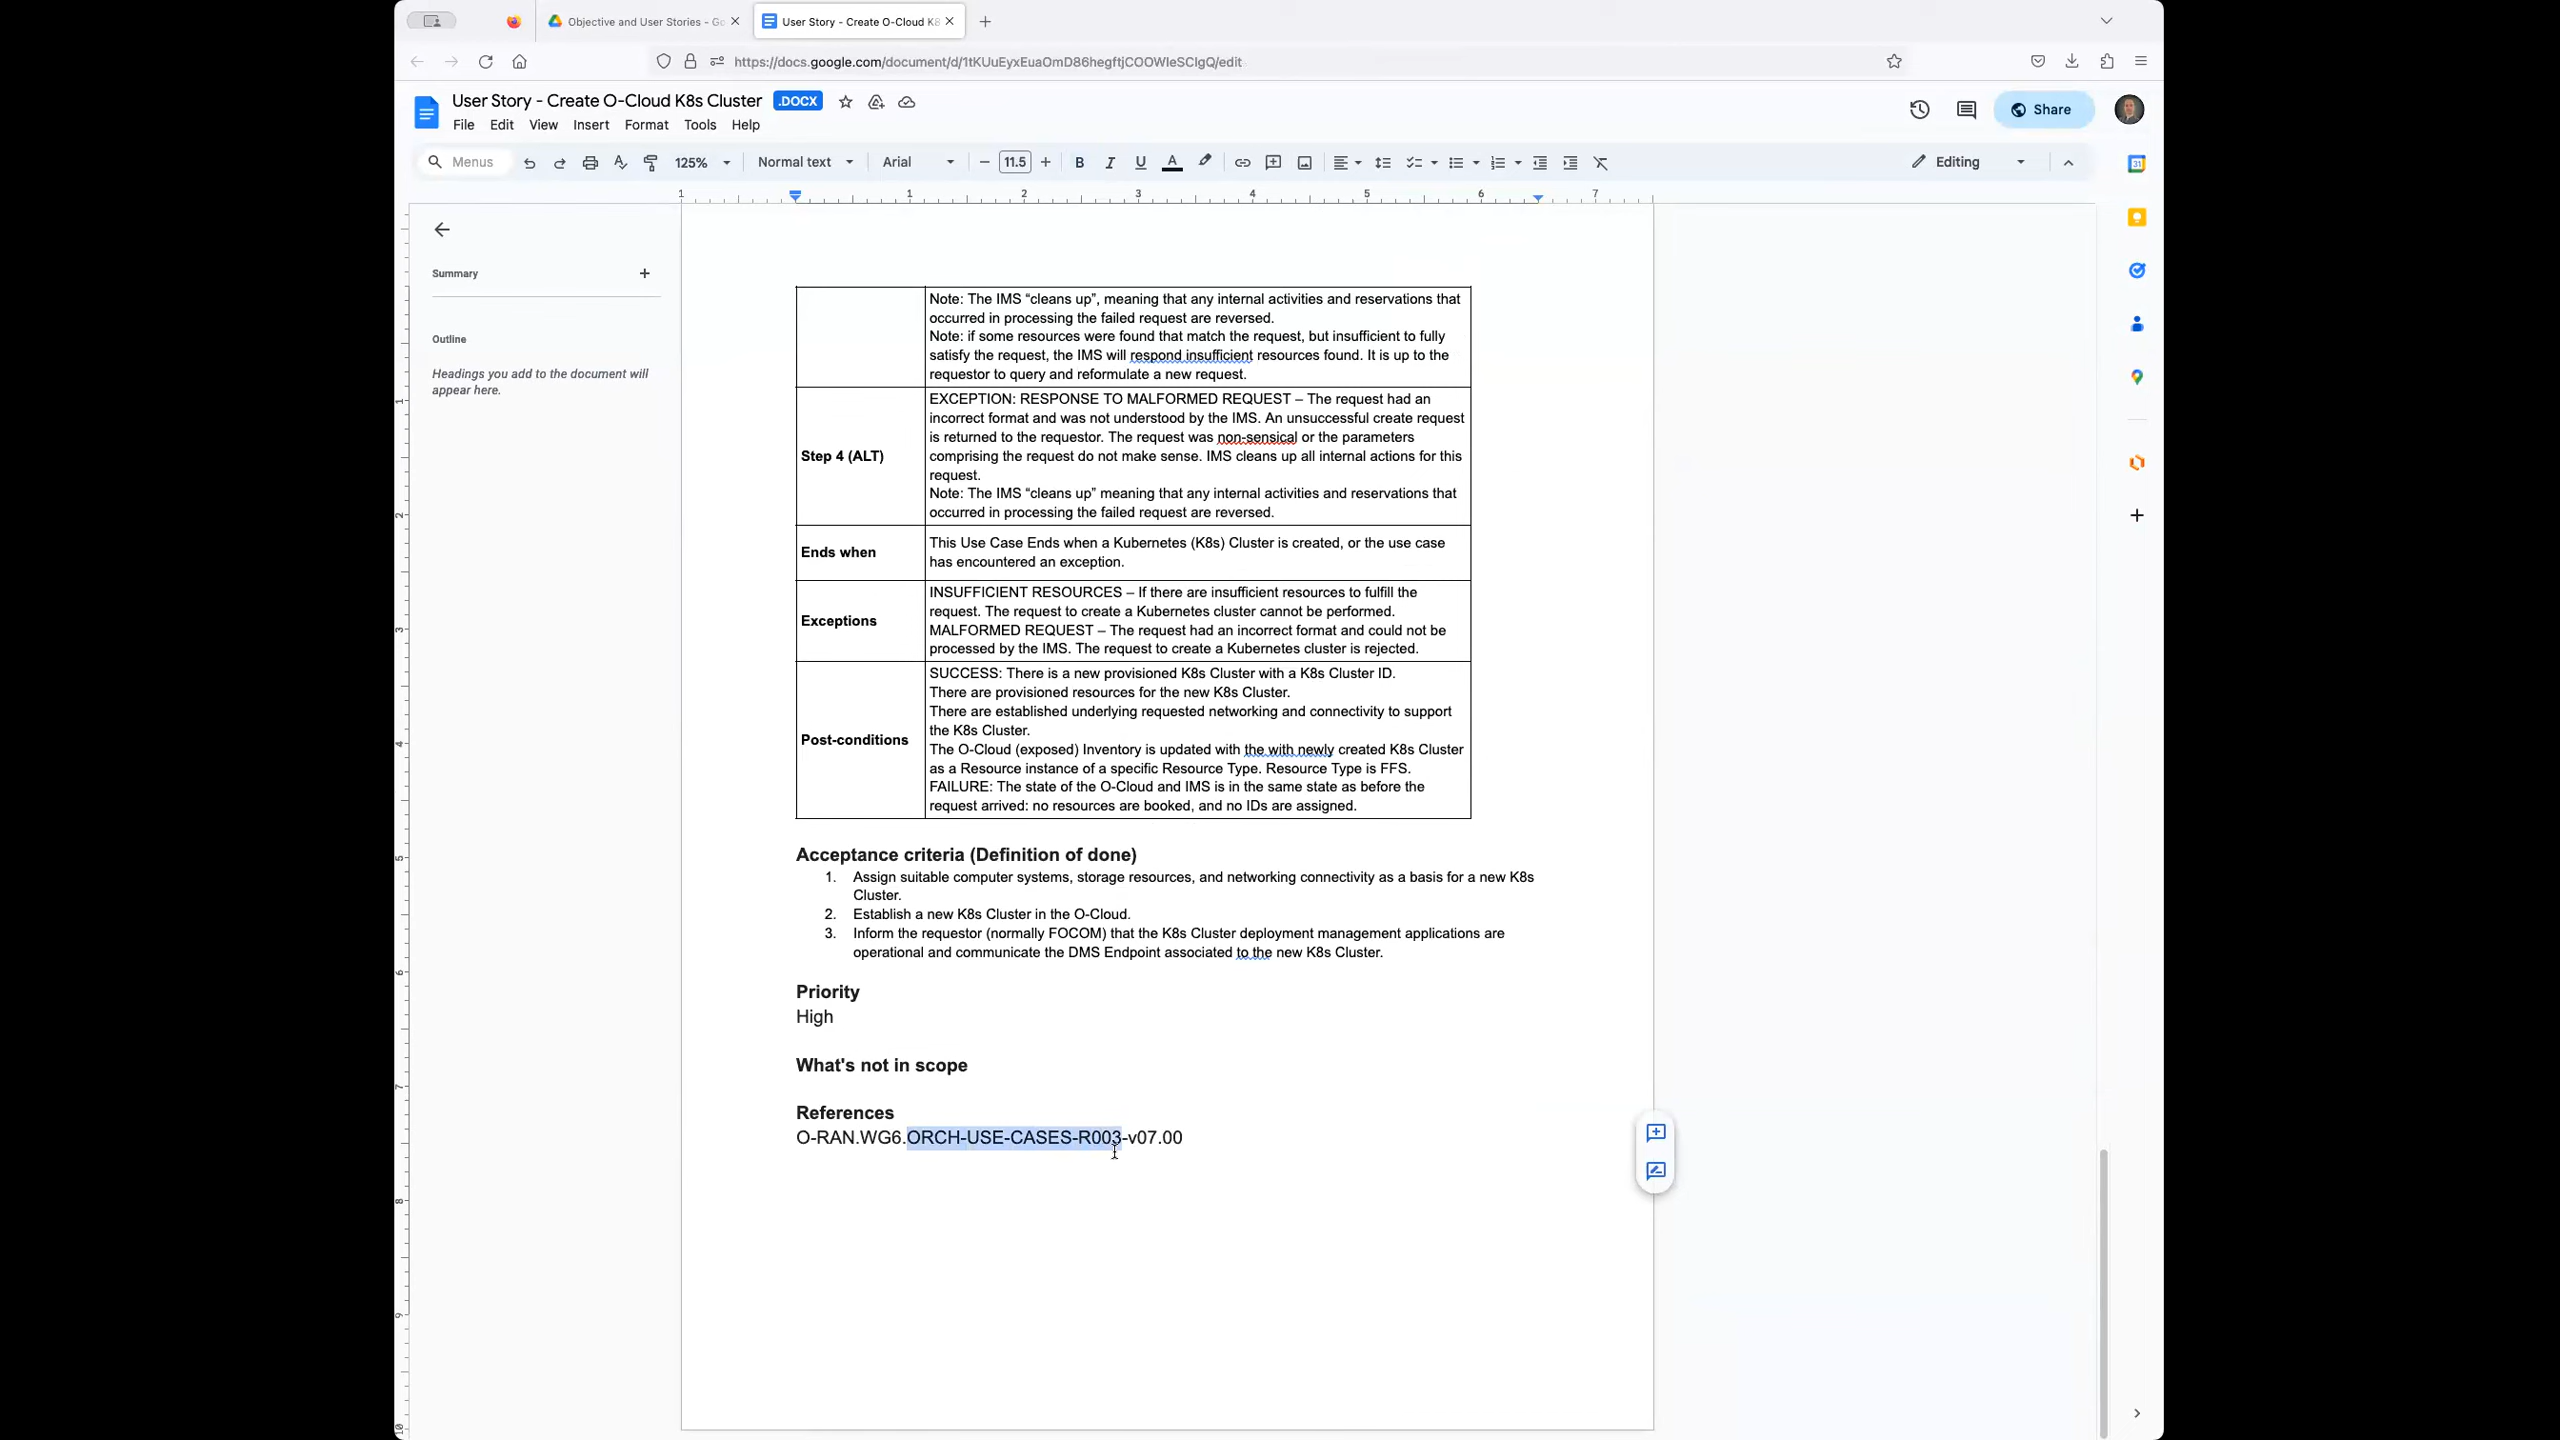 Objective and User Stories - Go
User Story - Create O-Cloud K8
https://docs.google.com/document/d/1tKUuEyxEuaOmD86hegftjCOOWIeSCIgQ/edit
User Story - Create O-Cloud K8s Cluster .DOCX
Share
File Edit View Insert Format Tools Help
Menus 125% Normal text Arial 11.5 Editing
1 1 2 3 4 5 6 7
Summary
Outline
Headings you add to the document will
appear here.
Note: The IMS “cleans up”, meaning that any internal activities and reservations that
occurred in processing the failed request are reversed.
Note: if some resources were found that match the request, but insufficient to fully
satisfy the request, the IMS will respond insufficient resources found. It is up to the
requestor to query and reformulate a new request.
Step 4 (ALT)
EXCEPTION: RESPONSE TO MALFORMED REQUEST – The request had an
incorrect format and was not understood by the IMS. An unsuccessful create request
is returned to the requestor. The request was non-sensical or the parameters
comprising the request do not make sense. IMS cleans up all internal actions for this
request.
Note: The IMS “cleans up” meaning that any internal activities and reservations that
occurred in processing the failed request are reversed.
Ends when
This Use Case Ends when a Kubernetes (K8s) Cluster is created, or the use case
has encountered an exception.
Exceptions
INSUFFICIENT RESOURCES – If there are insufficient resources to fulfill the
request. The request to create a Kubernetes cluster cannot be performed.
MALFORMED REQUEST – The request had an incorrect format and could not be
processed by the IMS. The request to create a Kubernetes cluster is rejected.
Post-conditions
SUCCESS: There is a new provisioned K8s Cluster with a K8s Cluster ID.
There are provisioned resources for the new K8s Cluster.
There are established underlying requested networking and connectivity to support
the K8s Cluster.
The O-Cloud (exposed) Inventory is updated with the with newly created K8s Cluster
as a Resource instance of a specific Resource Type. Resource Type is FFS.
FAILURE: The state of the O-Cloud and IMS is in the same state as before the
request arrived: no resources are booked, and no IDs are assigned.
Acceptance criteria (Definition of done)
1. Assign suitable computer systems, storage resources, and networking connectivity as a basis for a new K8s
Cluster.
2. Establish a new K8s Cluster in the O-Cloud.
3. Inform the requestor (normally FOCOM) that the K8s Cluster deployment management applications are
operational and communicate the DMS Endpoint associated to the new K8s Cluster.
Priority
High
What's not in scope
References
O-RAN.WG6.ORCH-USE-CASES-R003-v07.00